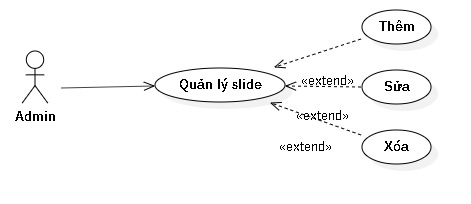 Thêm
Quản lý slide
«extend»
Sửa
Admin
«extend»
«extend»
Xóa